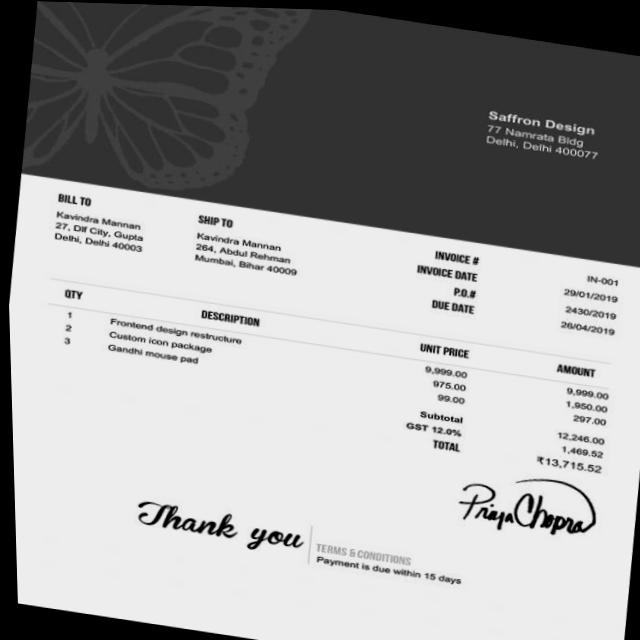 Saffron Design
77 Namrata Bldg
Delhi, Delhi 400077
BILL TO
Kavindra Mannan
27, Dlf City, Gupta
Delhi, Delhi 40003
SHIP TO
Kavindra Mannan
264, Abdul Rehman
Mumbai, Bihar 40009
INVOICE # IN-001
INVOICE DATE 29/01/2019
P.O.# 2430/2019
DUE DATE 26/04/2019
QTY DESCRIPTION UNIT PRICE AMOUNT
1 Frontend design restructure 9,999.00 9,999.00
2 Custom icon package 975.00 1,950.00
3 Gandhi mouse pad 99.00 297.00
Subtotal 12,246.00
GST 12.0% 1,469.52
TOTAL ₹13,715.52
Priya Chopra
Thank you
TERMS & CONDITIONS
Payment is due within 15 days